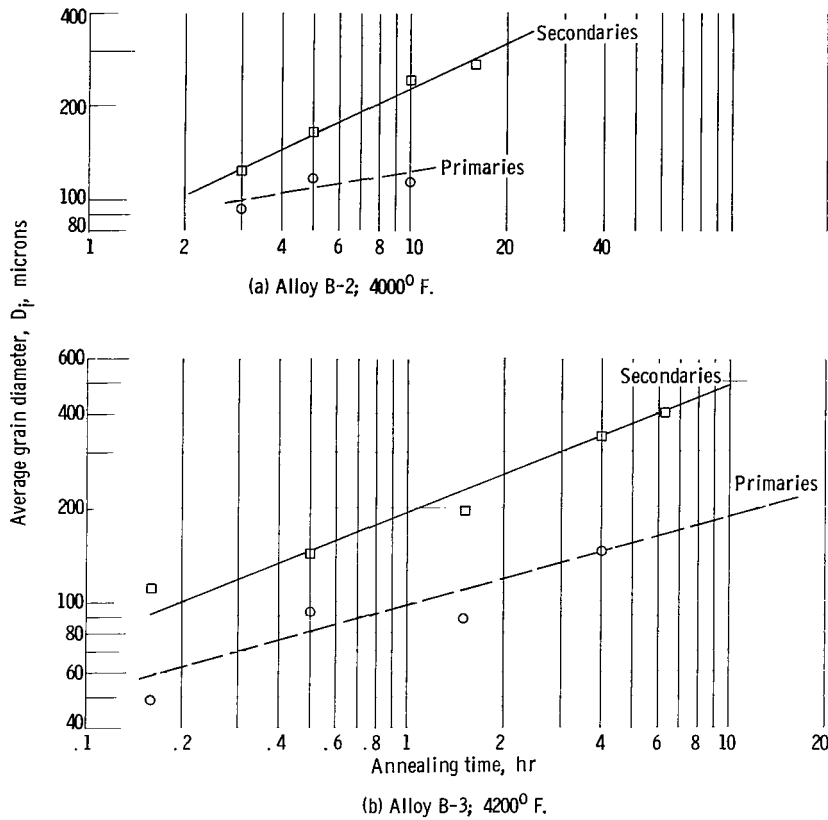 400
Secondaries
200
Primaries
100
80
1 2 4 6 8 10 20 40
(a) Alloy B-2; 4000° F.
Average grain diameter, Dᵢ, microns
600
Secondaries
400
Primaries
200
100
80
60
40
.1 .2 .4 .6 .8 1 2 4 6 8 10 20
Annealing time, hr
(b) Alloy B-3; 4200° F.